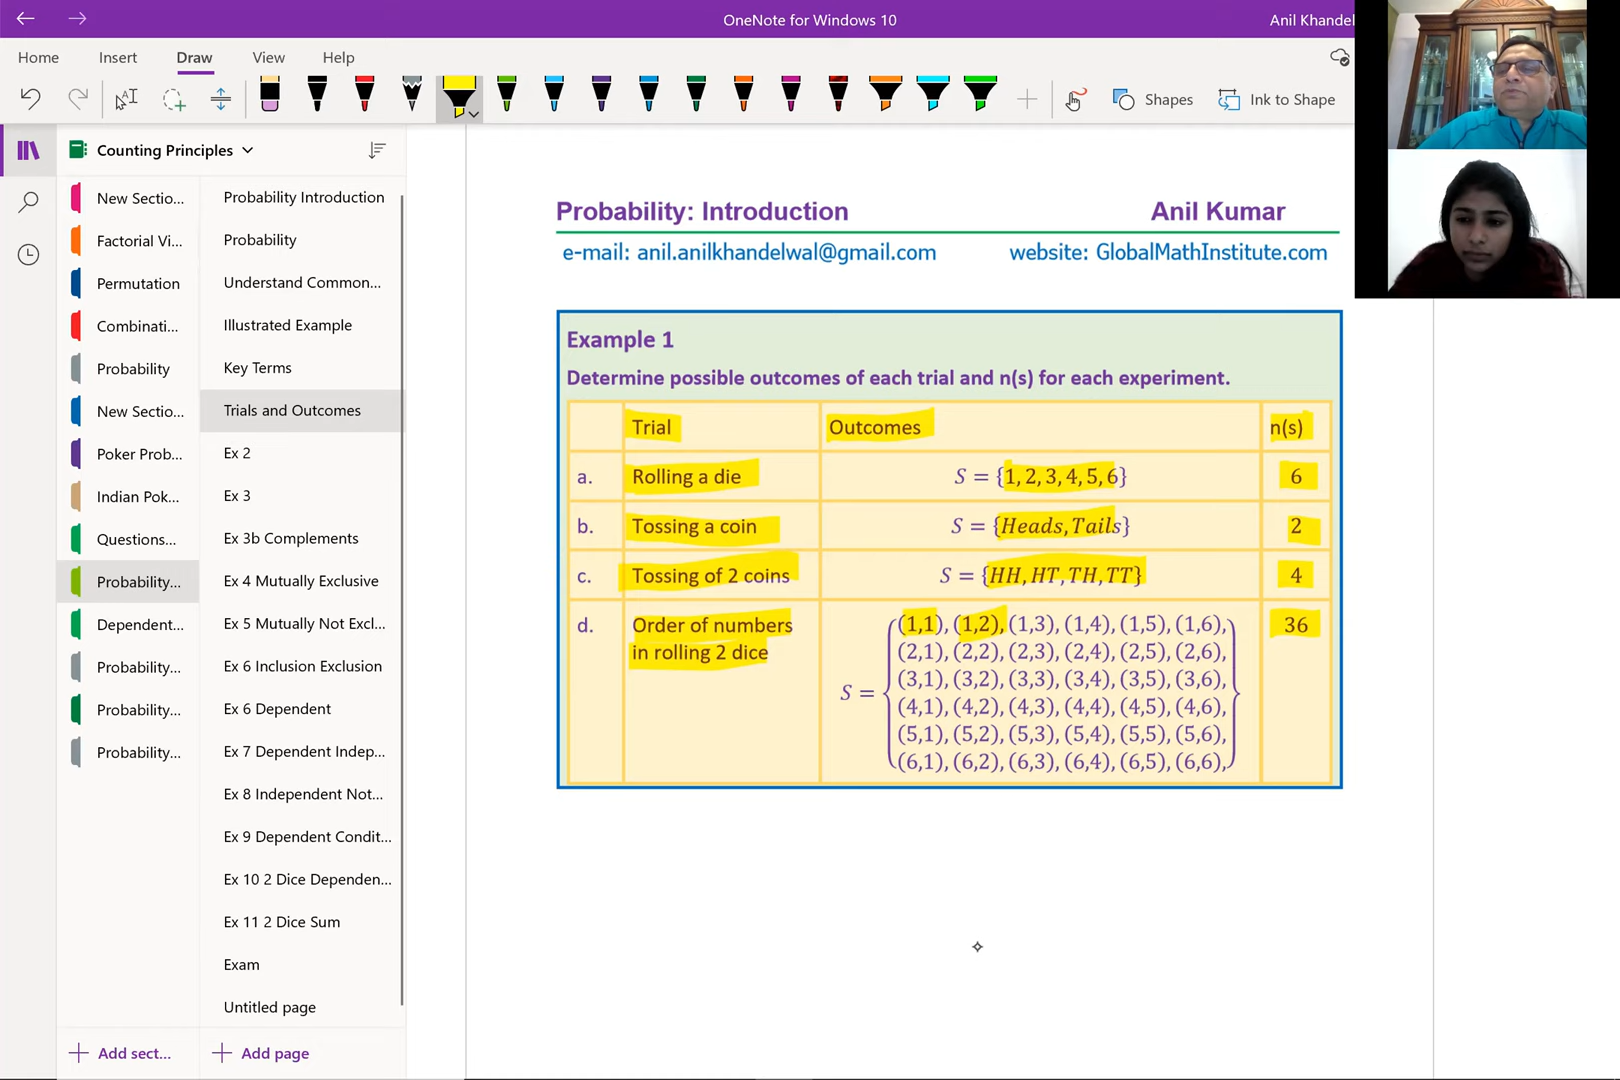 OneNote for Windows 10
Anil Khandel
Home
Insert
Draw
View
Help
Shapes
Ink to Shape
Counting Principles
New Sectio...
Factorial Vi...
Permutation
Combinati...
Probability
New Sectio...
Poker Prob...
Indian Pok...
Questions...
Probability...
Dependent...
Probability...
Probability...
Probability...
Add sect...
Probability Introduction
Probability
Understand Common...
Illustrated Example
Key Terms
Trials and Outcomes
Ex 2
Ex 3
Ex 3b Complements
Ex 4 Mutually Exclusive
Ex 5 Mutually Not Excl...
Ex 6 Inclusion Exclusion
Ex 6 Dependent
Ex 7 Dependent Indep...
Ex 8 Independent Not...
Ex 9 Dependent Condit...
Ex 10 2 Dice Dependen...
Ex 11 2 Dice Sum
Exam
Untitled page
Add page
Probability: Introduction Anil Kumar
e-mail: anil.anilkhandelwal@gmail.com website: GlobalMathInstitute.com
Example 1
Determine possible outcomes of each trial and n(s) for each experiment.
Trial Outcomes n(s)
a. Rolling a die S = {1, 2, 3, 4, 5, 6} 6
b. Tossing a coin S = {Heads, Tails} 2
c. Tossing of 2 coins S = {HH, HT, TH, TT} 4
d. Order of numbers in rolling 2 dice
S =
(1,1), (1,2), (1,3), (1,4), (1,5), (1,6),
(2,1), (2,2), (2,3), (2,4), (2,5), (2,6),
(3,1), (3,2), (3,3), (3,4), (3,5), (3,6),
(4,1), (4,2), (4,3), (4,4), (4,5), (4,6),
(5,1), (5,2), (5,3), (5,4), (5,5), (5,6),
(6,1), (6,2), (6,3), (6,4), (6,5), (6,6),
36